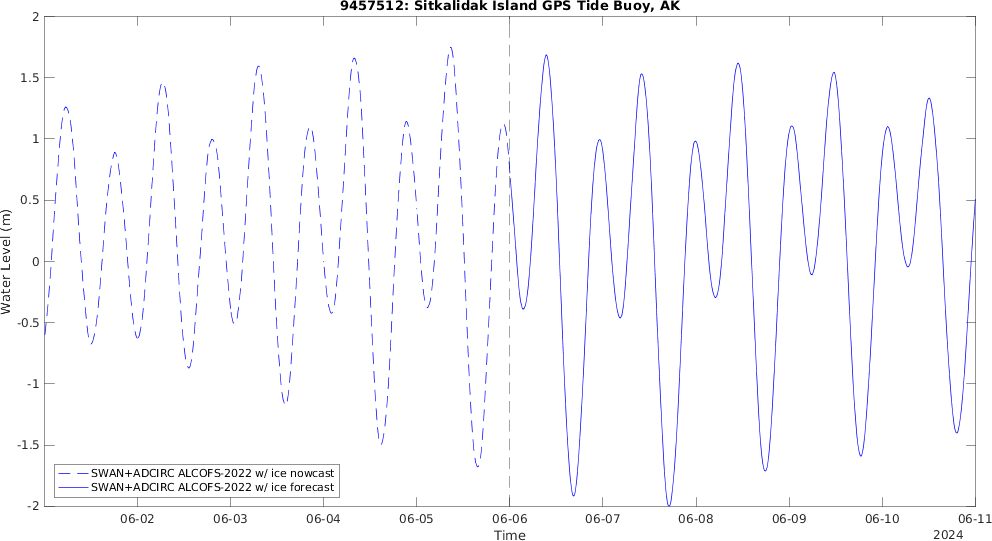 9457512: Sitkalidak Island GPS Tide Buoy, AK
2
1.5
1
0.5
0
-0.5
-1
-1.5
-2
Water Level (m)
SWAN+ADCIRC ALCOFS-2022 w/ ice nowcast
SWAN+ADCIRC ALCOFS-2022 w/ ice forecast
06-02 06-03 06-04 06-05 06-06 06-07 06-08 06-09 06-10 06-11
Time
2024